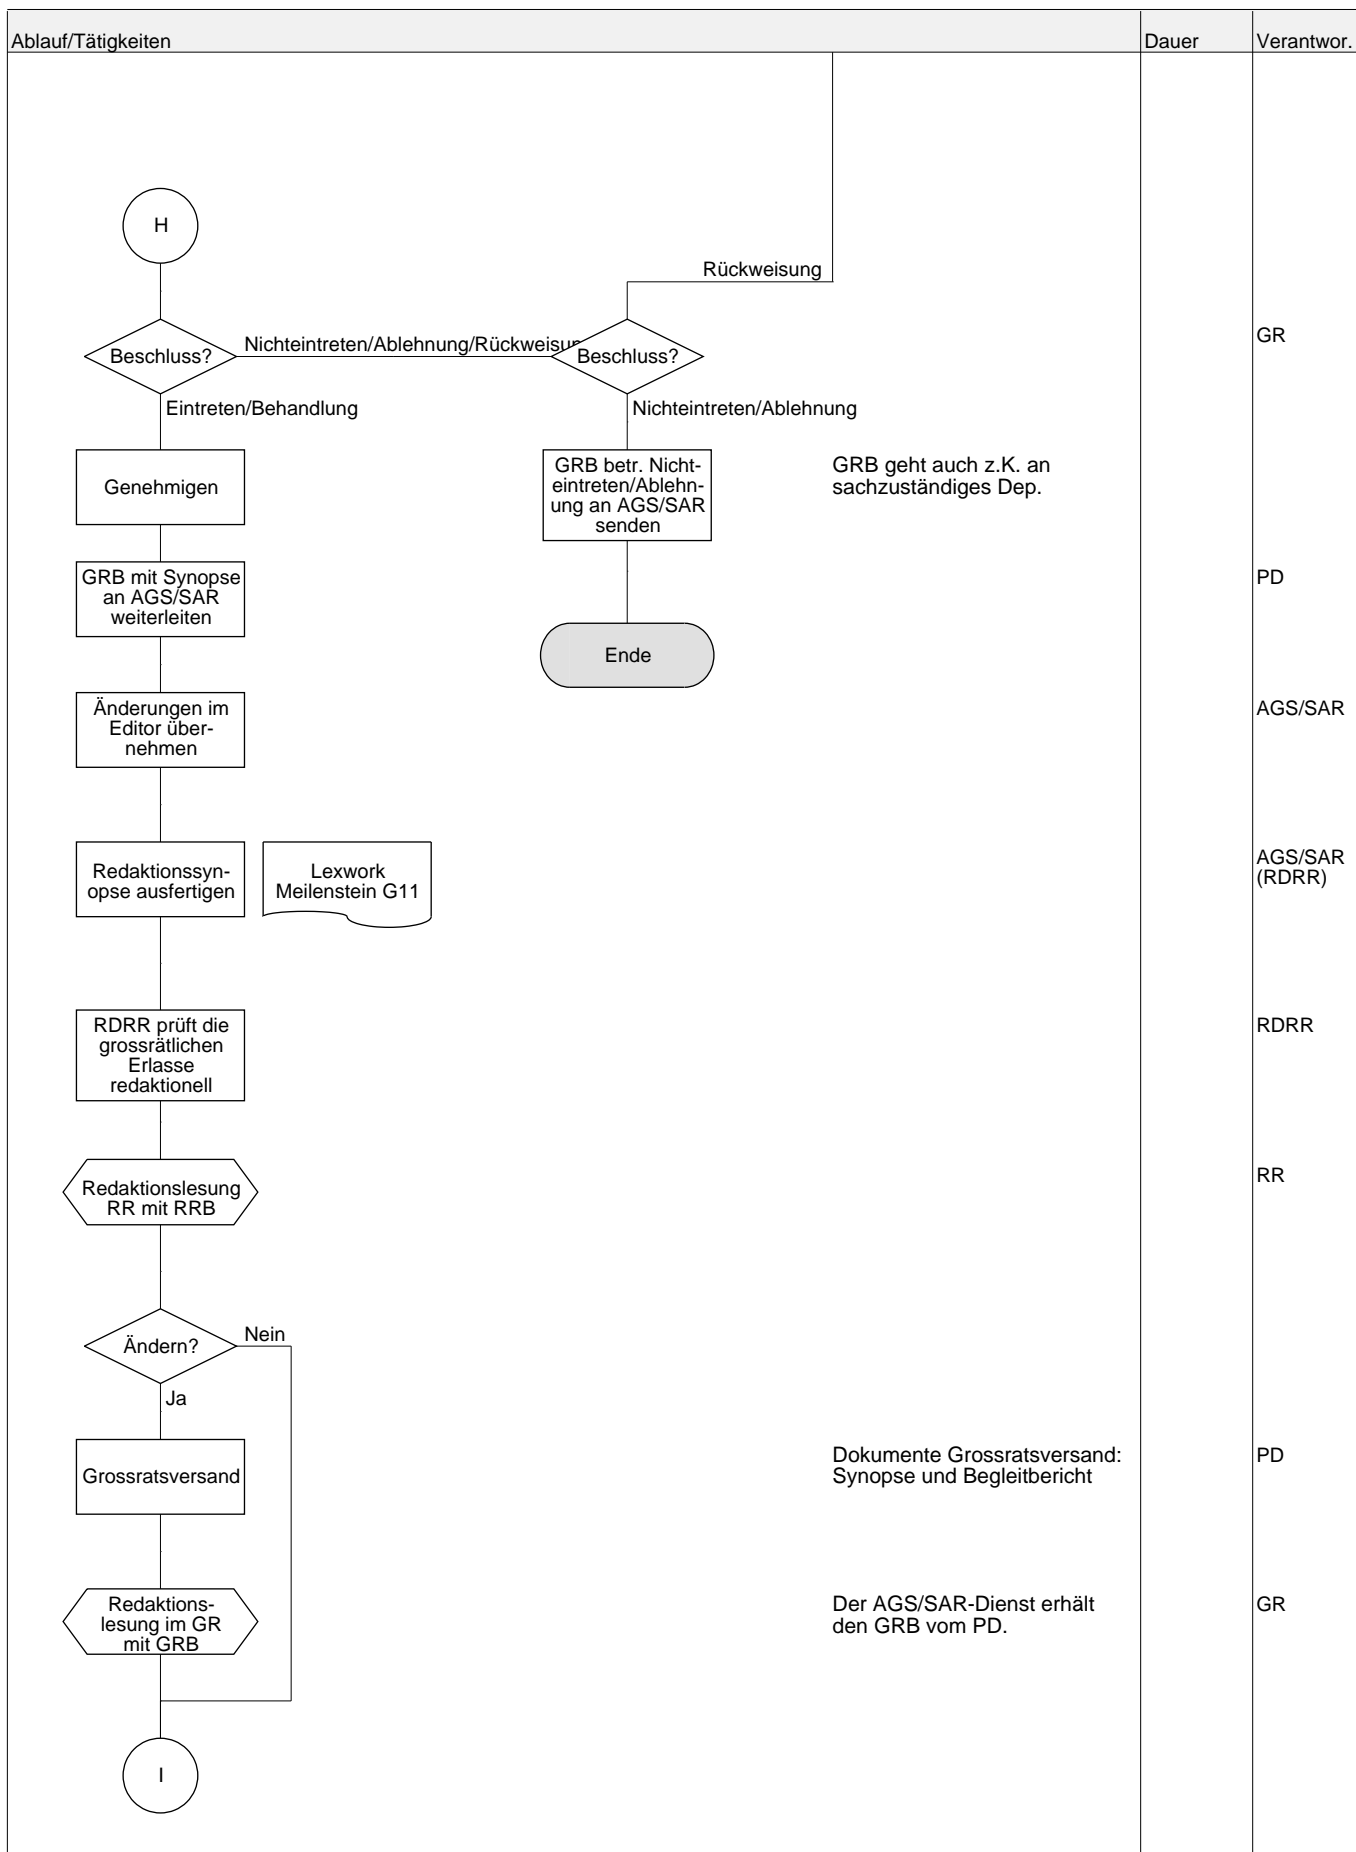 Ablauf/Tätigkeiten
Dauer
Verantwor.
H
Rückweisung
Beschluss?
Nichteintreten/Ablehnung/Rückweisun
Beschluss?
GR
Eintreten/Behandlung
Nichteintreten/Ablehnung
Genehmigen
GRB betr. Nicht-
eintreten/Ablehn-
ung an AGS/SAR
senden
GRB geht auch z.K. an
sachzuständiges Dep.
GRB mit Synopse
an AGS/SAR
weiterleiten
PD
Ende
Änderungen im
Editor über-
nehmen
AGS/SAR
Redaktionssyn-
opse ausfertigen
Lexwork
Meilenstein G11
AGS/SAR
(RDRR)
RDRR prüft die
grossrätlichen
Erlasse
redaktionell
RDRR
Redaktionslesung
RR mit RRB
RR
Ändern?
Nein
Ja
Grossratsversand
Dokumente Grossratsversand:
Synopse und Begleitbericht
PD
Redaktions-
lesung im GR
mit GRB
Der AGS/SAR-Dienst erhält
den GRB vom PD.
GR
I